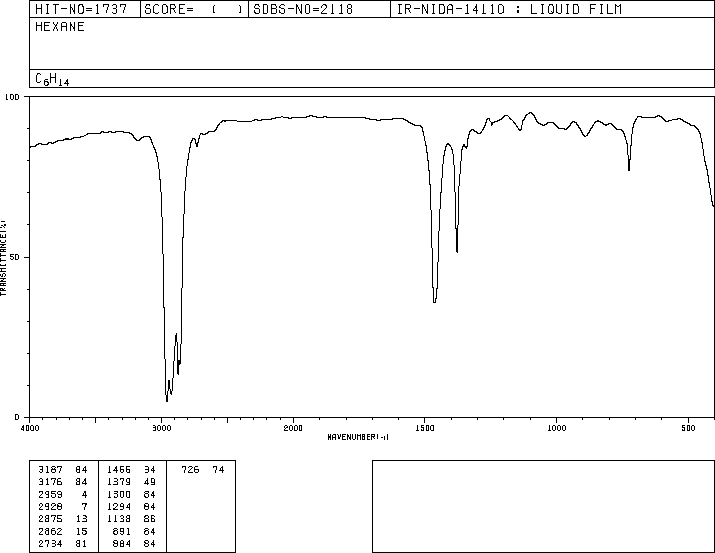 HIT-NO=1737 SCORE= ( ) SDBS-NO=2118 IR-NIDA-14110 : LIQUID FILM
HEXANE
C6H14
100
50
0
TRANSMITTANCE(%)
4000 3000 2000 1500 1000 500
WAVENUMBER(-1)
3187 84 1466 34 726 74
3176 84 1379 49
2959 4 1300 84
2928 7 1294 84
2875 13 1138 86
2862 15 891 84
2734 81 884 84